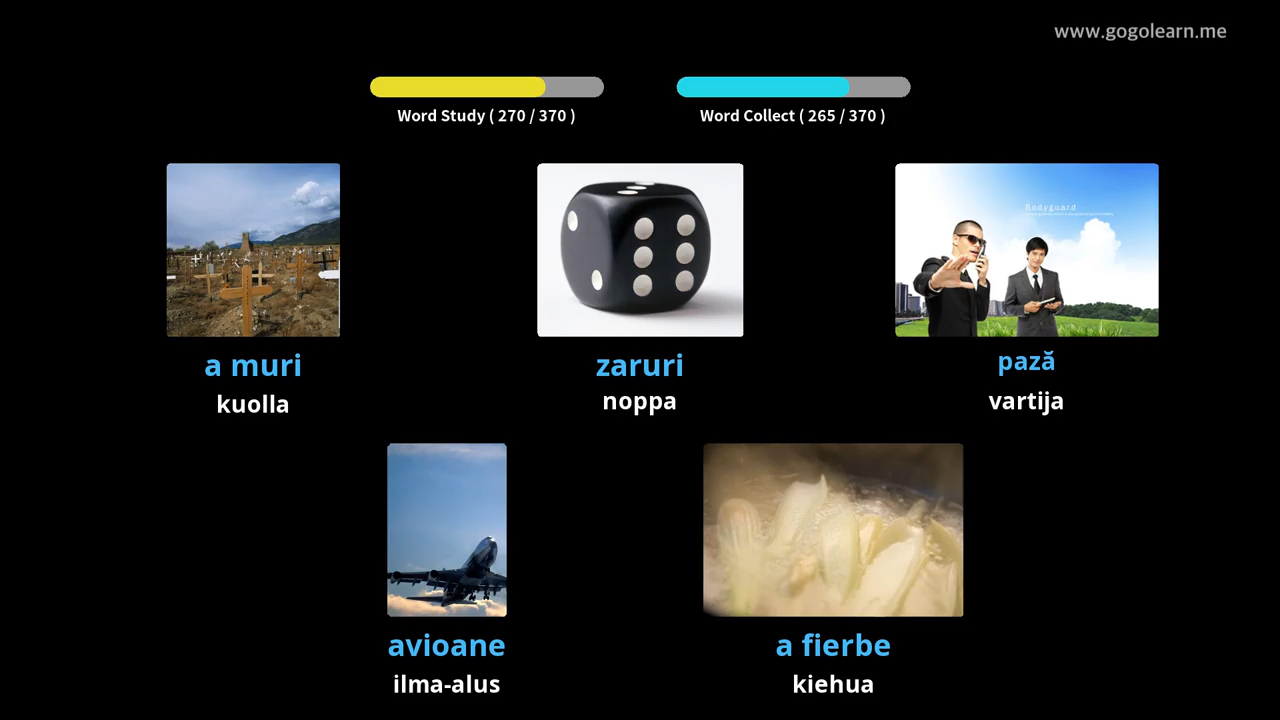 www.gogolearn.me
Word Study ( 270 / 370 )
Word Collect ( 265 / 370 )
Bodyguard
a muri
zaruri
pază
kuolla
noppa
vartija
avioane
a fierbe
ilma-alus
kiehua